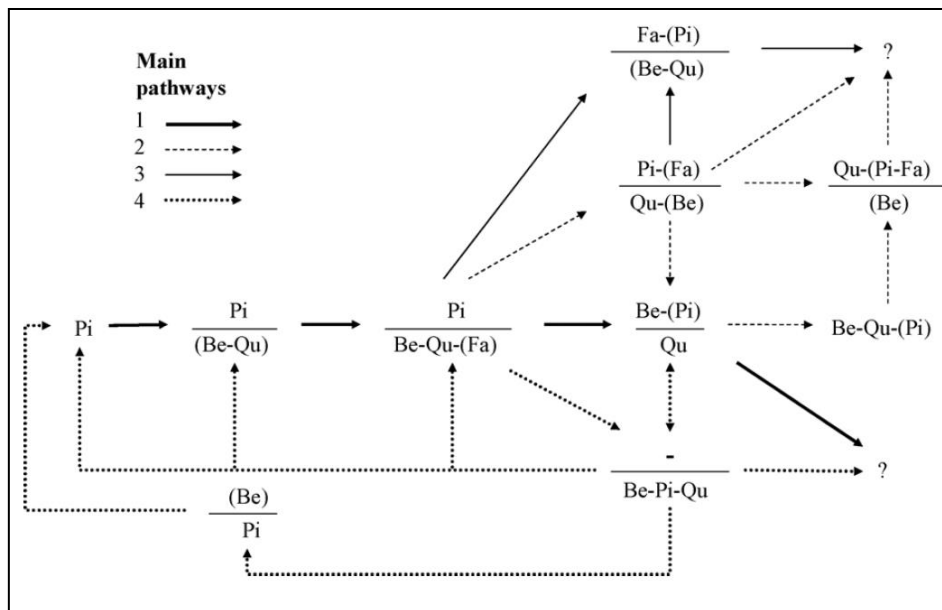 Main
pathways
1
2
3
4
Fa-(Pi)
(Be-Qu)
?
Pi-(Fa)
Qu-(Be)
Qu-(Pi-Fa)
(Be)
Pi
Pi
(Be-Qu)
Pi
Be-Qu-(Fa)
Be-(Pi)
Qu
Be-Qu-(Pi)
-
Be-Pi-Qu
?
(Be)
Pi